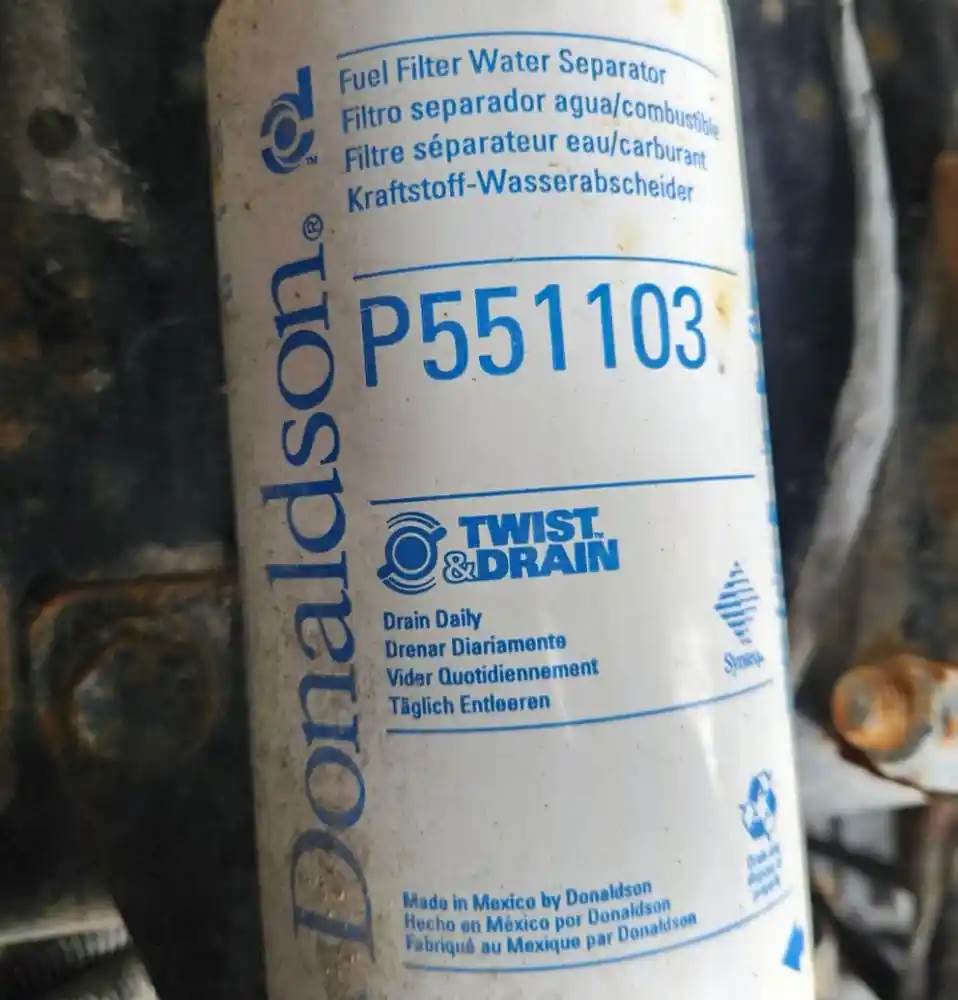 Donaldson.®
Fuel Filter Water Separator
Filtro separador agua/combustible
Filtre séparateur eau/carburant
Kraftstoff-Wasserabscheider
P551103
TWIST™
&DRAIN
Drain Daily
Drenar Diariamente
Vider Quotidiennement
Täglich Entleeren
Made in Mexico by Donaldson
Hecho en México por Donaldson
Fabriqué au Mexique par Donaldson